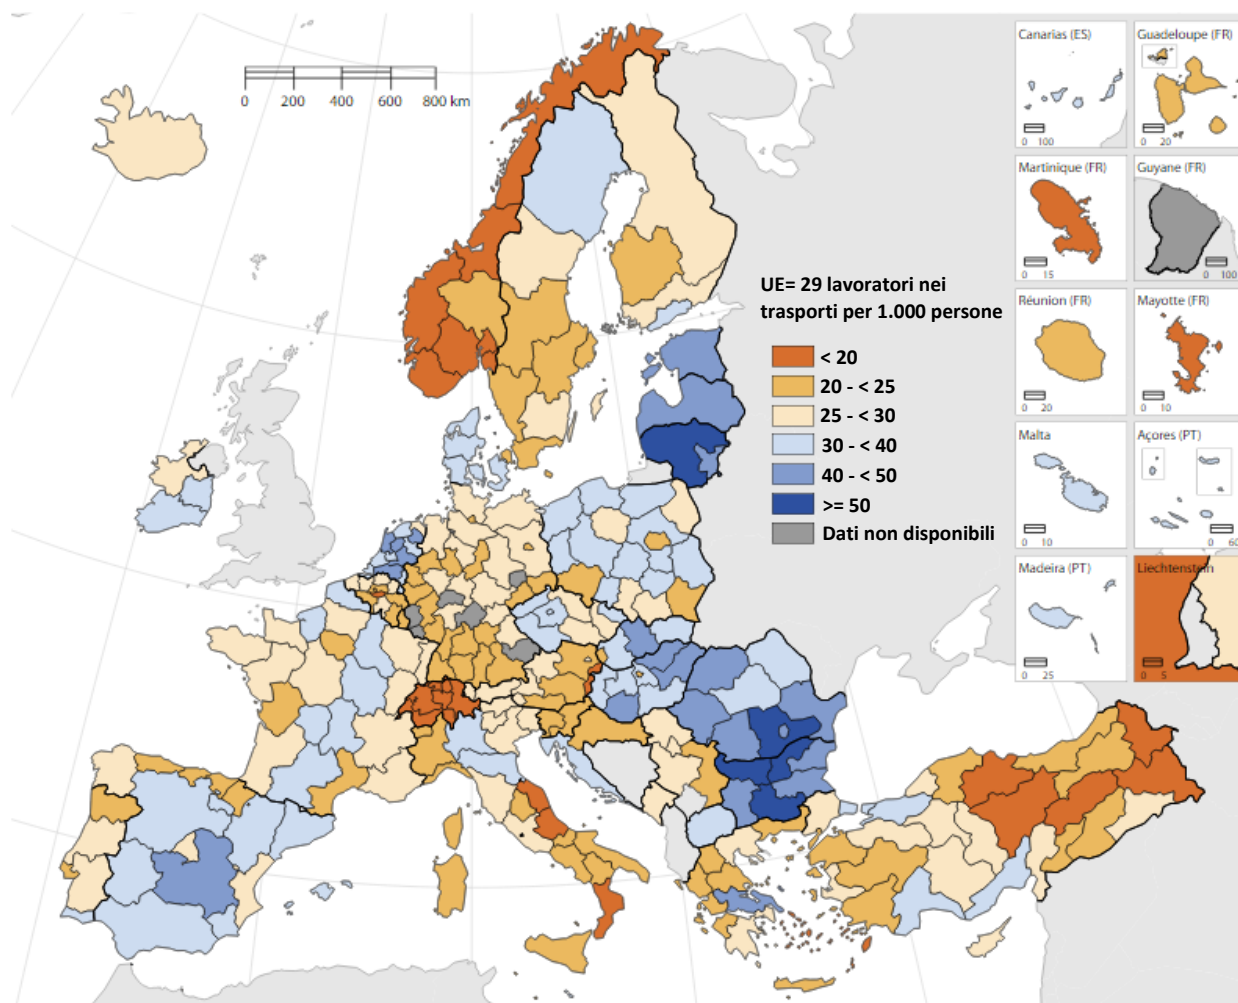 0 200 400 600 800 km
UE= 29 lavoratori nei
trasporti per 1.000 persone
< 20
20 - < 25
25 - < 30
30 - < 40
40 - < 50
>= 50
Dati non disponibili
Canarias (ES)
0 100
Guadeloupe (FR)
0 20
Martinique (FR)
0 15
Guyane (FR)
0 100
Réunion (FR)
0 20
Mayotte (FR)
0 10
Malta
0 10
Açores (PT)
0 60
Madeira (PT)
0 25
Liechtenstein
0 5